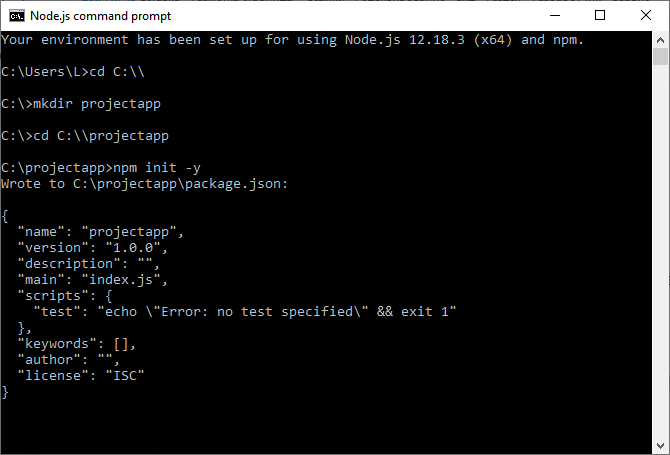 Node.js command prompt
Your environment has been set up for using Node.js 12.18.3 (x64) and npm.
C:\Users\L>cd C:\\
C:\>mkdir projectapp
C:\>cd C:\\projectapp
C:\projectapp>npm init -y
Wrote to C:\projectapp\package.json:
{
  "name": "projectapp",
  "version": "1.0.0",
  "description": "",
  "main": "index.js",
  "scripts": {
    "test": "echo \"Error: no test specified\" && exit 1"
  },
  "keywords": [],
  "author": "",
  "license": "ISC"
}